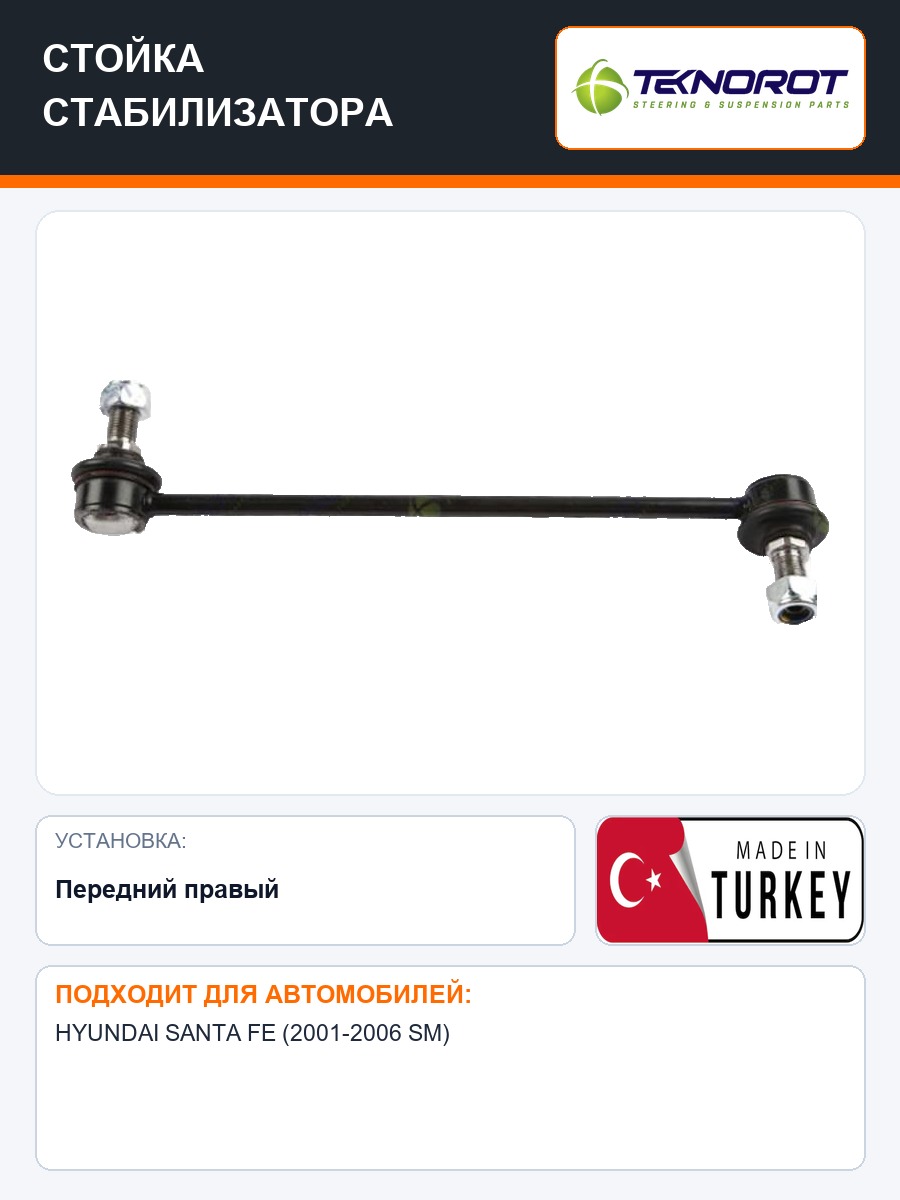 СТОЙКА
СТАБИЛИЗАТОРА
TEKNOROT
STEERING & SUSPENSION PARTS
УСТАНОВКА:
Передний правый
MADE IN
TURKEY
ПОДХОДИТ ДЛЯ АВТОМОБИЛЕЙ:
HYUNDAI SANTA FE (2001-2006 SM)